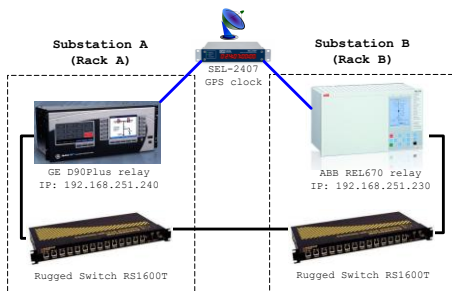 Substation A
(Rack A)
Substation B
(Rack B)
SEL-2407
GPS clock
GE D90Plus relay
IP: 192.168.251.240
ABB REL670 relay
IP: 192.168.251.230
Rugged Switch RS1600T
Rugged Switch RS1600T